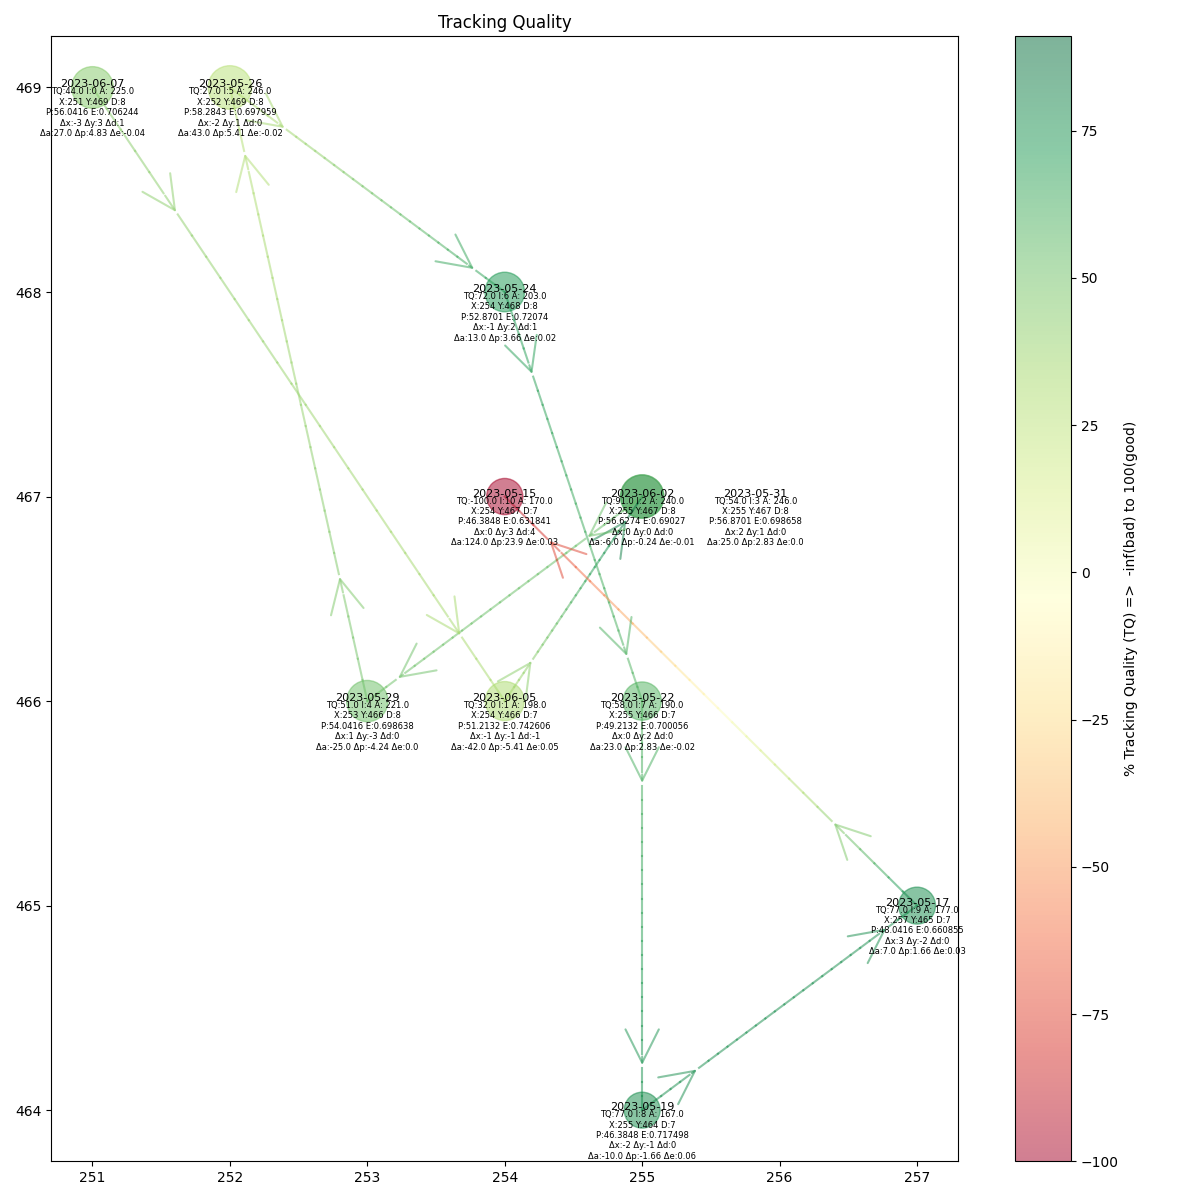 Tracking Quality
469
468
467
466
465
464
251
252
253
254
255
256
257
2023-06-07
TQ:44.0 I:0 A: 225.0
X:251 Y:469 D:8
P:56.0416 E:0.706244
Δx:-3 Δy:3 Δd:1
Δa:27.0 Δp:4.83 Δe:-0.04
2023-05-26
TQ:27.0 I:5 A: 246.0
X:252 Y:469 D:8
P:58.2843 E:0.697959
Δx:-2 Δy:1 Δd:0
Δa:43.0 Δp:5.41 Δe:-0.02
2023-05-24
TQ:72.0 I:6 A: 203.0
X:254 Y:468 D:8
P:52.8701 E:0.72074
Δx:-1 Δy:2 Δd:1
Δa:13.0 Δp:3.66 Δe:0.02
2023-05-15
TQ:-100.0 I:10 A: 170.0
X:254 Y:467 D:7
P:46.3848 E:0.631841
Δx:0 Δy:3 Δd:4
Δa:124.0 Δp:23.9 Δe:0.03
2023-06-02
TQ:91.0 I:2 A: 240.0
X:255 Y:467 D:8
P:56.6274 E:0.69027
Δx:0 Δy:0 Δd:0
Δa:-6.0 Δp:-0.24 Δe:-0.01
2023-05-31
TQ:54.0 I:3 A: 246.0
X:255 Y:467 D:8
P:56.8701 E:0.698658
Δx:2 Δy:1 Δd:0
Δa:25.0 Δp:2.83 Δe:0.0
2023-05-29
TQ:51.0 I:4 A: 221.0
X:253 Y:466 D:8
P:54.0416 E:0.698638
Δx:1 Δy:-3 Δd:0
Δa:-25.0 Δp:-4.24 Δe:0.0
2023-06-05
TQ:32.0 I:1 A: 198.0
X:254 Y:466 D:7
P:51.2132 E:0.742606
Δx:-1 Δy:-1 Δd:-1
Δa:-42.0 Δp:-5.41 Δe:0.05
2023-05-22
TQ:58.0 I:7 A: 190.0
X:255 Y:466 D:7
P:49.2132 E:0.700056
Δx:0 Δy:2 Δd:0
Δa:23.0 Δp:2.83 Δe:-0.02
2023-05-17
TQ:77.0 I:9 A: 177.0
X:257 Y:465 D:7
P:48.0416 E:0.660855
Δx:3 Δy:-2 Δd:0
Δa:7.0 Δp:1.66 Δe:0.03
2023-05-19
TQ:77.0 I:8 A: 167.0
X:255 Y:464 D:7
P:46.3848 E:0.717498
Δx:-2 Δy:-1 Δd:0
Δa:-10.0 Δp:-1.66 Δe:0.06
75
50
25
0
−25
−50
−75
−100
% Tracking Quality (TQ) => -inf(bad) to 100(good)